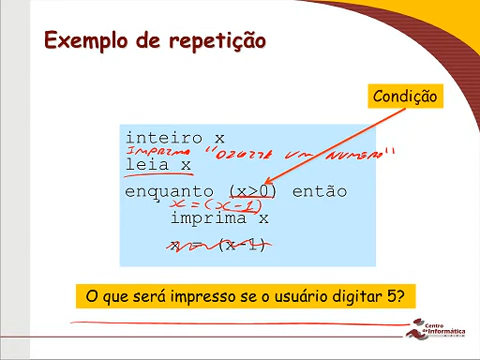 Exemplo de repetição
Condição
inteiro x
IMPRIMA "DIGITE UM NUMERO"
leia x
enquanto (x>0) então
x = (x-1)
imprima x
x = (x-1)
O que será impresso se o usuário digitar 5?
Centro
de Informática